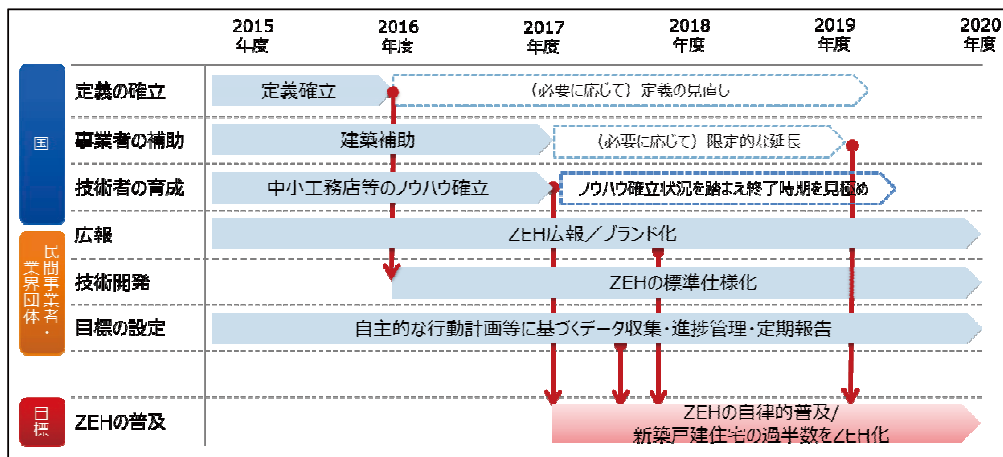 2015
年度
2016
年度
2017
年度
2018
年度
2019
年度
2020
年度
国
定義の確立
定義確立
(必要に応じて) 定義の見直し
事業者の補助
建築補助
(必要に応じて) 限定的な延長
技術者の育成
中小工務店等のノウハウ確立
ノウハウ確立状況を踏まえ終了時期を見極め
民間事業者・
業界団体
広報
ZEH広報/ブランド化
技術開発
ZEHの標準仕様化
目標の設定
自主的な行動計画等に基づくデータ収集・進捗管理・定期報告
目標
ZEHの普及
ZEHの自律的普及/
新築戸建住宅の過半数をZEH化